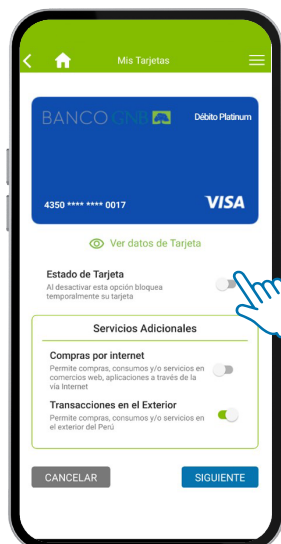 Mis Tarjetas
BANCO GNB
Débito Platinum
4350 **** **** 0017
VISA
Ver datos de Tarjeta
Estado de Tarjeta
Al desactivar esta opción bloquea
temporalmente su tarjeta
Servicios Adicionales
Compras por internet
Permite compras, consumos y/o servicios en
comercios web, aplicaciones a través de la
vía Internet
Transacciones en el Exterior
Permite compras, consumos y/o servicios en
el exterior del Perú
CANCELAR
SIGUIENTE